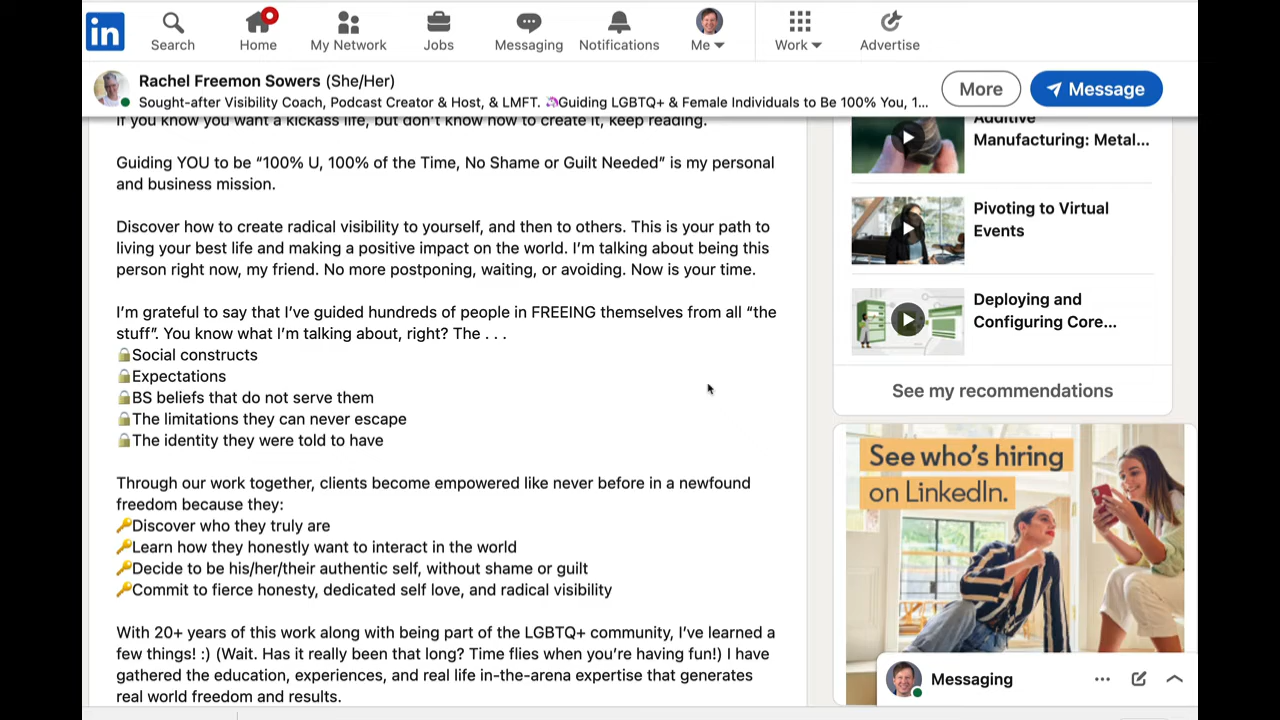 in
Search
Home
My Network
Jobs
Messaging
Notifications
Me
Work
Advertise
Rachel Freemon Sowers (She/Her)
Sought-after Visibility Coach, Podcast Creator & Host, & LMFT. 🦄Guiding LGBTQ+ & Female Individuals to Be 100% You, 1...
More
Message
If you know you want a kickass life, but don't know how to create it, keep reading.
Guiding YOU to be “100% U, 100% of the Time, No Shame or Guilt Needed” is my personal
and business mission.
Discover how to create radical visibility to yourself, and then to others. This is your path to
living your best life and making a positive impact on the world. I’m talking about being this
person right now, my friend. No more postponing, waiting, or avoiding. Now is your time.
I’m grateful to say that I’ve guided hundreds of people in FREEING themselves from all “the
stuff”. You know what I’m talking about, right? The . . .
🔒Social constructs
🔒Expectations
🔒BS beliefs that do not serve them
🔒The limitations they can never escape
🔒The identity they were told to have
Through our work together, clients become empowered like never before in a newfound
freedom because they:
🔑Discover who they truly are
🔑Learn how they honestly want to interact in the world
🔑Decide to be his/her/their authentic self, without shame or guilt
🔑Commit to fierce honesty, dedicated self love, and radical visibility
With 20+ years of this work along with being part of the LGBTQ+ community, I’ve learned a
few things! :) (Wait. Has it really been that long? Time flies when you’re having fun!) I have
gathered the education, experiences, and real life in-the-arena expertise that generates
real world freedom and results.
Additive
Manufacturing: Metal...
Pivoting to Virtual
Events
Deploying and
Configuring Core...
See my recommendations
See who’s hiring
on LinkedIn.
Messaging